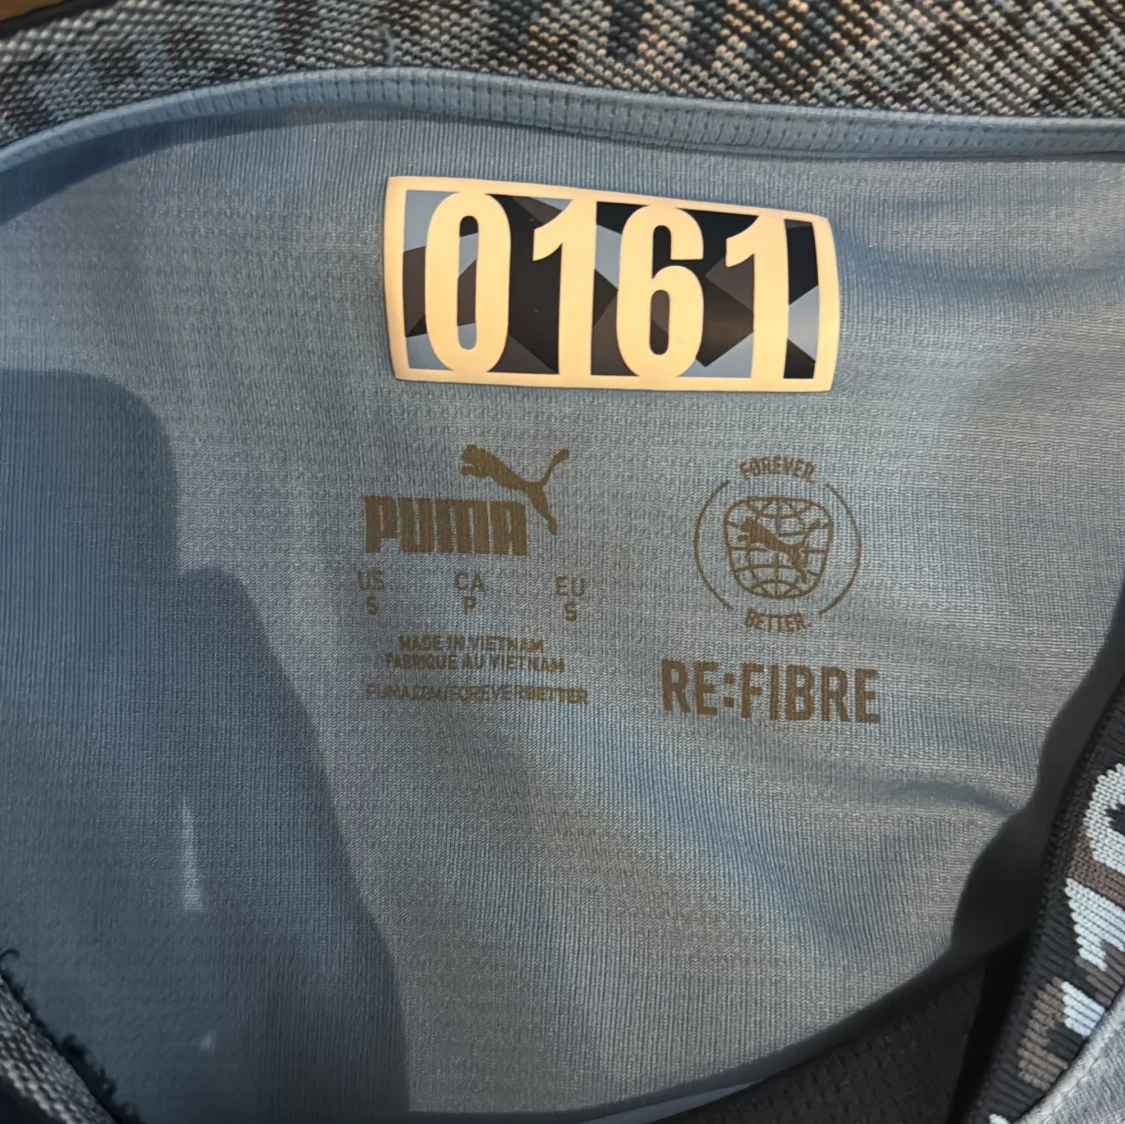 0161
PUMA
US CA EU
S P S
MADE IN VIETNAM
FABRIQUÉ AU VIETNAM
PUMA.COM/FOREVERBETTER
FOREVER.
BETTER.
RE:FIBRE